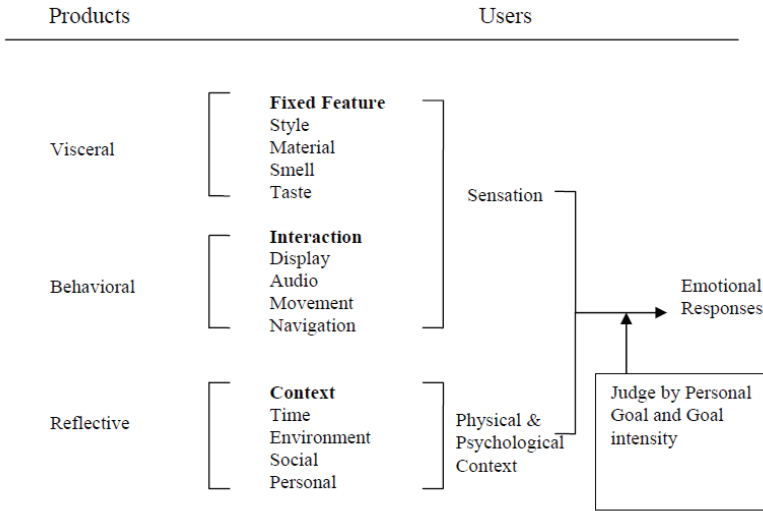 Products
Users
Visceral
Fixed Feature
Style
Material
Smell
Taste
Sensation
Behavioral
Interaction
Display
Audio
Movement
Navigation
Emotional
Responses
Reflective
Context
Time
Environment
Social
Personal
Physical &
Psychological
Context
Judge by Personal
Goal and Goal
intensity